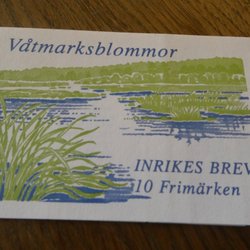 Våtmarksblommor
INRIKES BREV
10 Frimärken